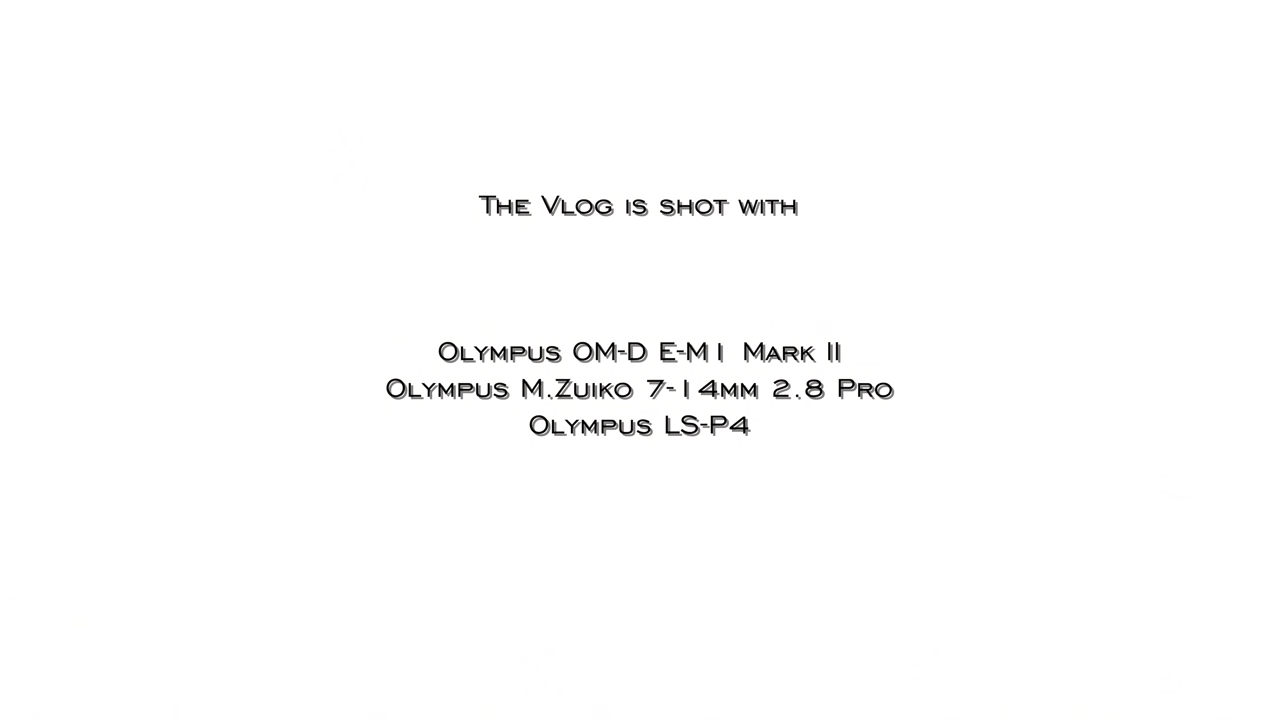 The Vlog is shot with
Olympus OM-D E-M1 Mark II
Olympus M.Zuiko 7-14mm 2.8 Pro
Olympus LS-P4